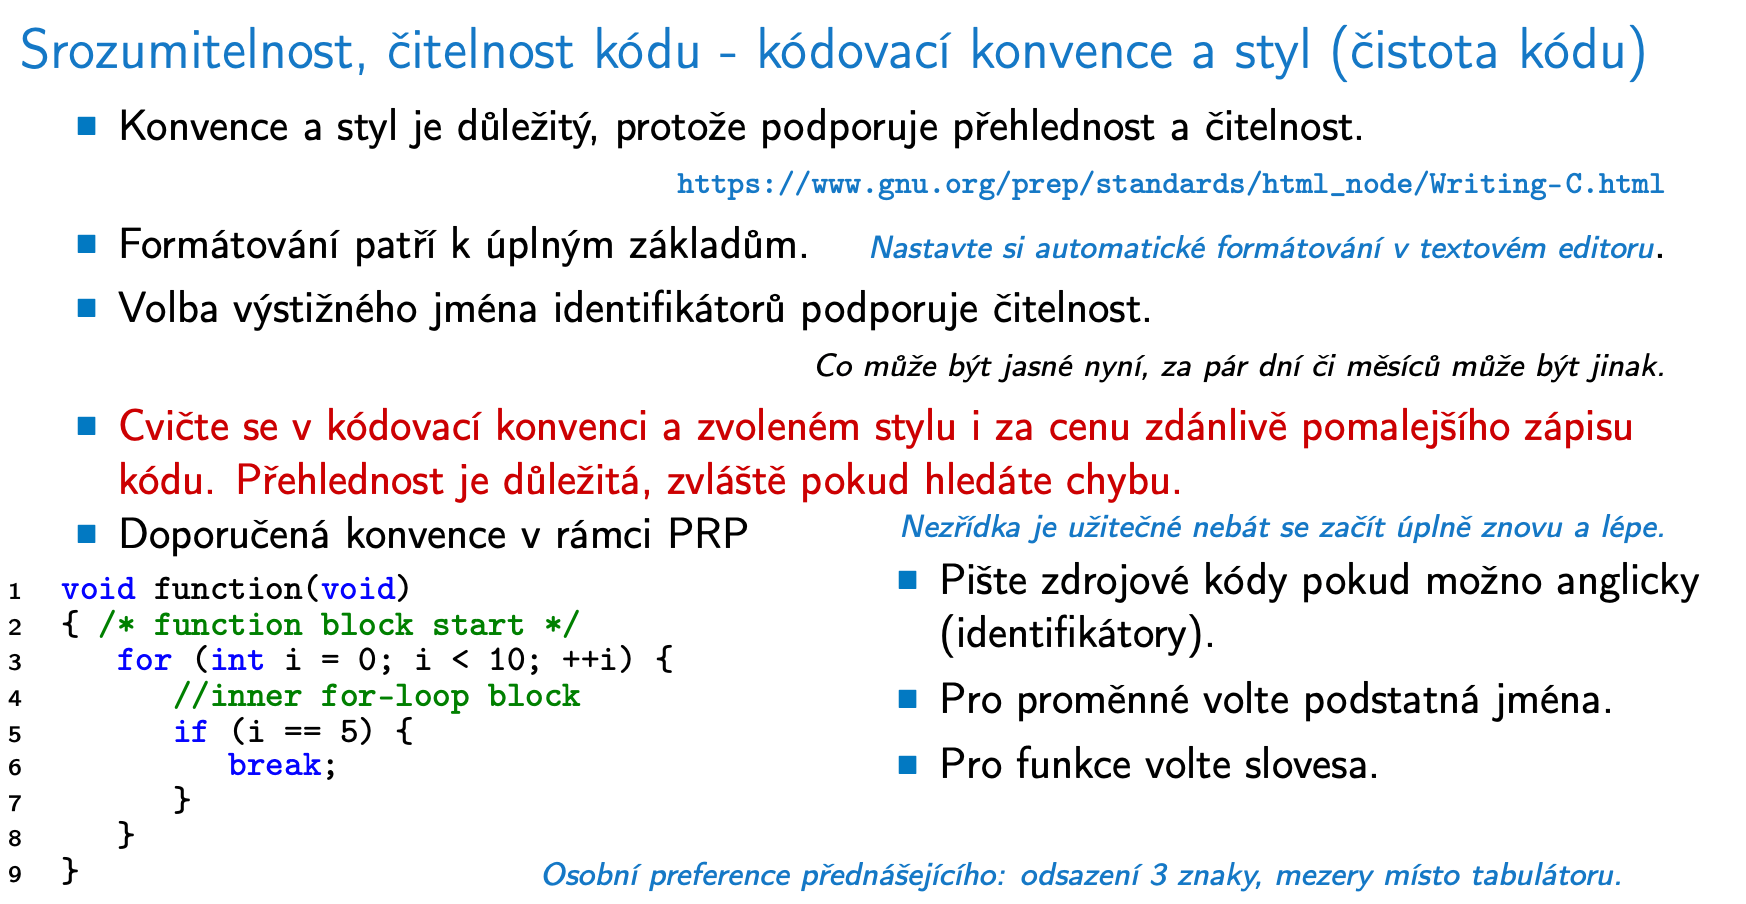 Srozumitelnost, čitelnost kódu - kódovací konvence a styl (čistota kódu)
Konvence a styl je důležitý, protože podporuje přehlednost a čitelnost.
https://www.gnu.org/prep/standards/html_node/Writing-C.html
Formátování patří k úplným základům. Nastavte si automatické formátování v textovém editoru.
Volba výstižného jména identifikátorů podporuje čitelnost.
Co může být jasné nyní, za pár dní či měsíců může být jinak.
Cvičte se v kódovací konvenci a zvoleném stylu i za cenu zdánlivě pomalejšího zápisu
kódu. Přehlednost je důležitá, zvláště pokud hledáte chybu.
Nezřídka je užitečné nebát se začít úplně znovu a lépe.
Doporučená konvence v rámci PRP
1 void function(void)
2 { /* function block start */
3    for (int i = 0; i < 10; ++i) {
4       //inner for-loop block
5       if (i == 5) {
6          break;
7       }
8    }
9 }
Pište zdrojové kódy pokud možno anglicky
(identifikátory).
Pro proměnné volte podstatná jména.
Pro funkce volte slovesa.
Osobní preference přednášejícího: odsazení 3 znaky, mezery místo tabulátoru.